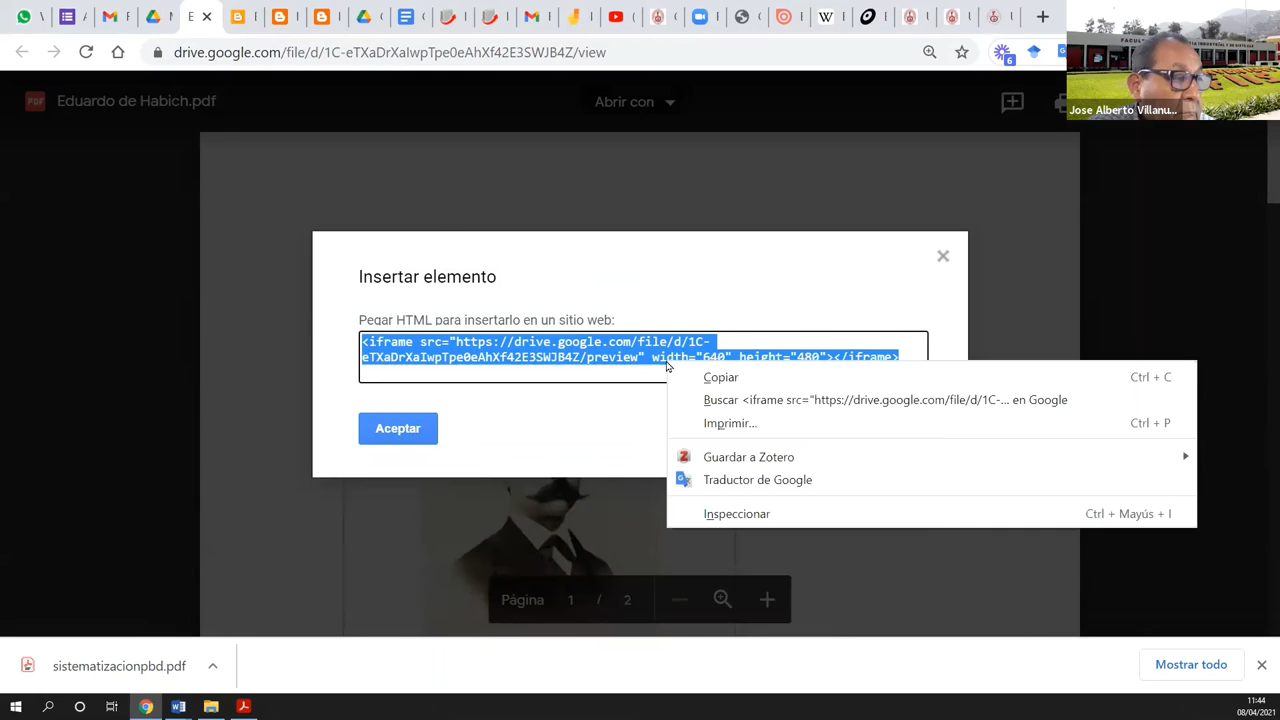 drive.google.com/file/d/1C-eTXaDrXaIwpTpe0eAhXf42E3SWJB4Z/view
6
Eduardo de Habich.pdf
Abrir con
Jose Alberto Villanu...
Insertar elemento
Pegar HTML para insertarlo en un sitio web:
<iframe src="https://drive.google.com/file/d/1C-
eTXaDrXaIwpTpe0eAhXf42E3SWJB4Z/preview" width="640" height="480"></iframe>
Copiar Ctrl + C
Buscar <iframe src="https://drive.google.com/file/d/1C-... en Google
Imprimir... Ctrl + P
Aceptar
Guardar a Zotero
Traductor de Google
Inspeccionar Ctrl + Mayús + I
Página 1 / 2
sistematizacionpbd.pdf
Mostrar todo
11:44
08/04/2021